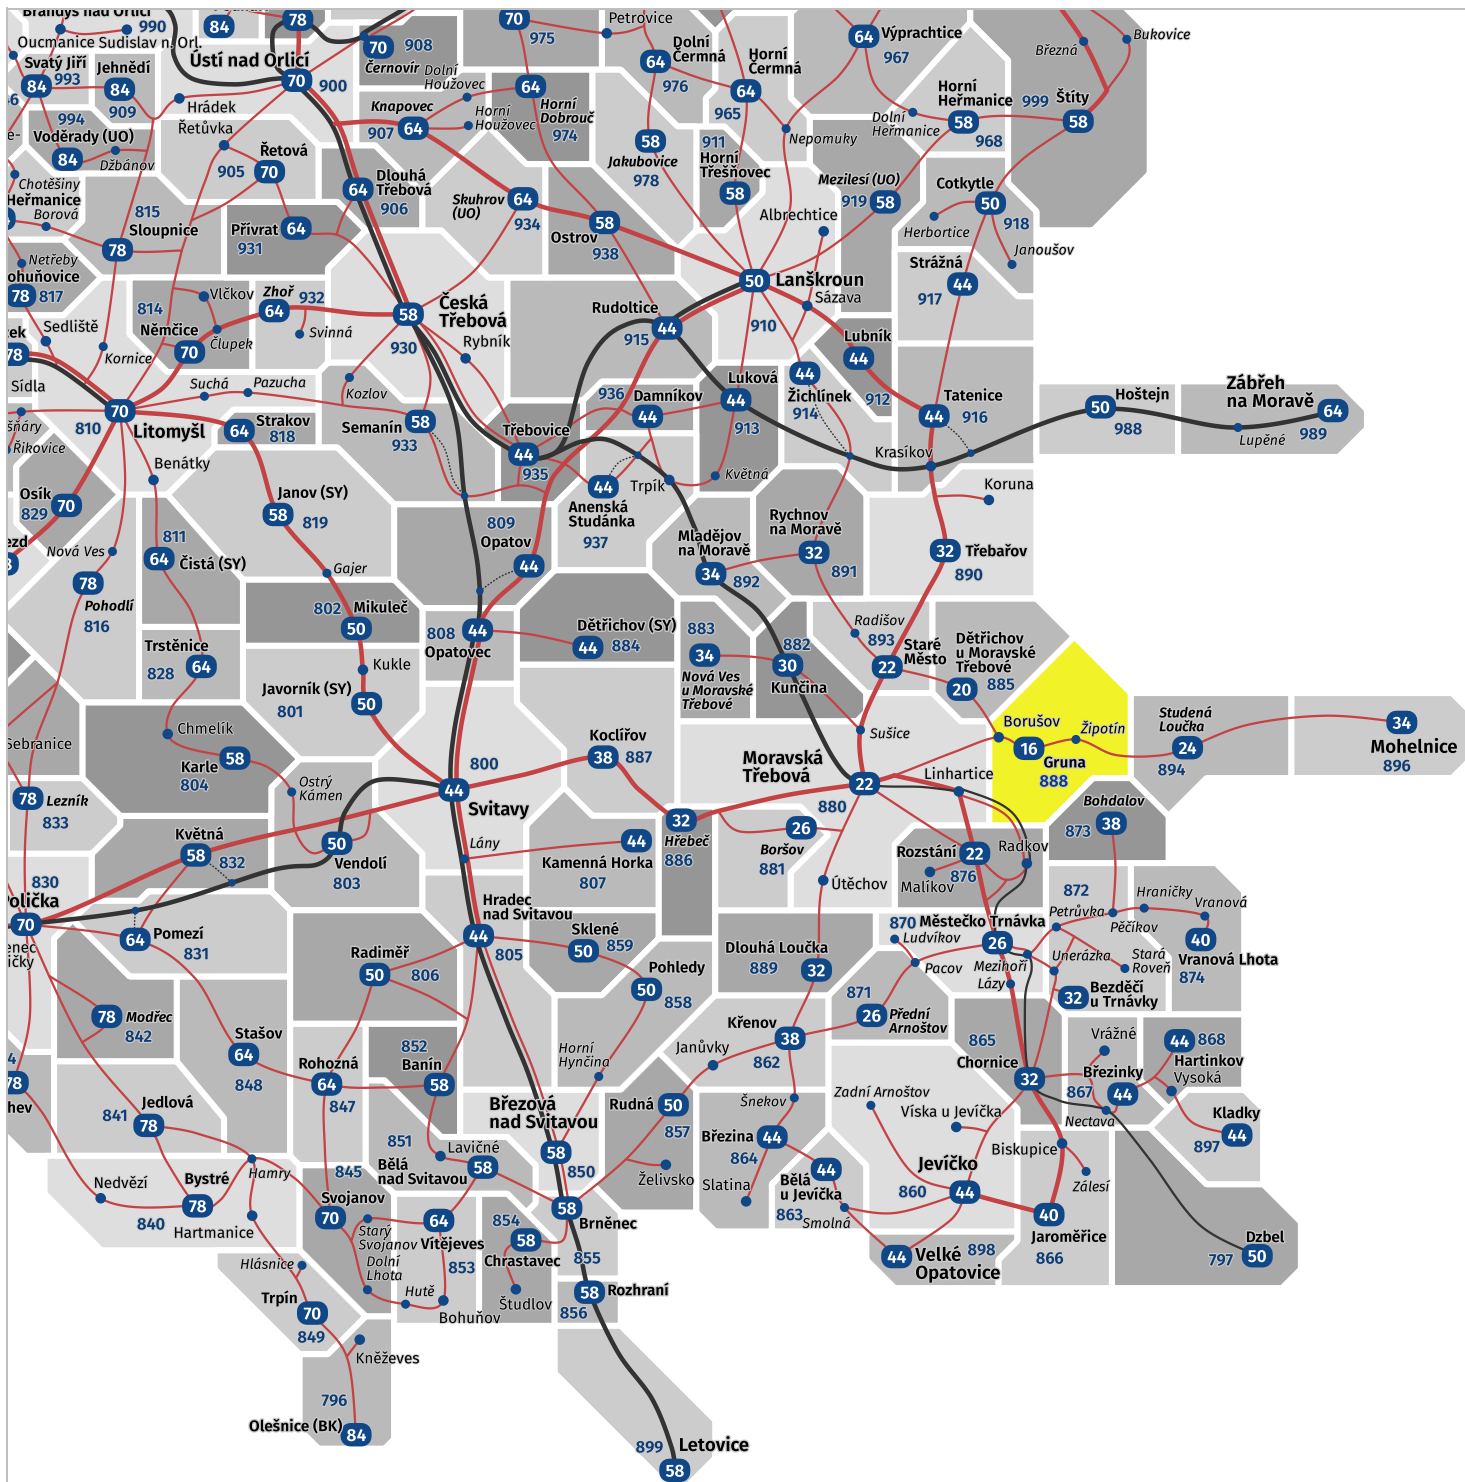 990
84
78
70
908
Černovír
70
975
Petrovice
64
Výprachtice
967
Březná
Bukovice
Oucmanice
Sudislav n. Orl.
Ústí nad Orlicí
70
900
Svatý Jiří
84
993
Jehnědí
84
909
Hrádek
994
Voděrady (UO)
84
Džbánov
Řetůvka
905
Řetová
70
Dolní
Houžovec
Knapovec
907
64
Horní
Houžovec
64
Horní
Dobrouč
974
Dolní
Čermná
64
976
Horní
Čermná
64
965
58
Jakubovice
978
911
Horní
Třešňovec
58
Nepomuky
Dolní
Heřmanice
Horní
Heřmanice
58
968
999
Štíty
58
Mezilesí (UO)
919
58
Cotkytle
50
918
Herbortice
Janoušov
Strážná
44
917
Chotěšiny
Heřmanice
Borová
815
Sloupnice
78
Přívrat
64
931
Dlouhá
Třebová
64
906
Skuhrov
(UO)
64
934
58
Ostrov
938
Albrechtice
50
Lanškroun
910
Sázava
Netřeby
78
817
814
Vlčkov
Němčice
70
Člupek
Zhoř
64
932
Svinná
58
Česká
Třebová
930
Rybník
Rudoltice
44
915
Lubník
44
912
Sedliště
Kornice
78
Sídla
Suchá
Pazucha
Kozlov
70
810
Litomyšl
64
Strakov
818
Semanín
58
933
Třebovice
44
935
936
Damníkov
44
Luková
44
913
44
Žichlínek
914
Tatenice
44
916
Krasíkov
50
Hoštejn
988
Zábřeh
na Moravě
64
Lupěné
989
Řikovice
Benátky
Osík
70
829
Janov (SY)
58
819
Trpík
44
Anenská
Studánka
937
Květná
Koruna
809
Opatov
44
Rychnov
na Moravě
32
891
Mladějov
na Moravě
34
892
32
Třebařov
890
Nová Ves
78
Pohodlí
816
811
64
Čistá (SY)
Gajer
802
Mikuleč
50
808
44
Opatovec
Dětřichov (SY)
44
884
883
34
Nová Ves
u Moravské
Třebové
882
30
Kunčina
Radišov
893
Staré
Město
22
Dětřichov
u Moravské
Třebové
20
885
Trstěnice
64
828
Kukle
Javorník (SY)
50
801
Chmelík
58
Karle
804
Ostrý
Kámen
Sebranice
800
44
Svitavy
Koclířov
38
887
Sušice
Moravská
Třebová
22
880
Linhartice
Borušov
Žipotín
16
Gruna
888
Studená
Loučka
24
894
34
Mohelnice
896
78
Lezník
833
Květná
58
832
50
Vendolí
803
Lány
44
Kamenná Horka
807
32
Hřebeč
886
26
Boršov
881
Útěchov
Rozstání
22
876
Malíkov
Radkov
Bohdalov
38
873
872
Hraničky
Vranová
40
Vranová Lhota
874
830
Polička
70
64
Pomezí
831
Hradec
nad Svitavou
44
805
Radiměř
50
806
Sklené
50
859
Pohledy
50
858
Dlouhá Loučka
889
32
870
Městečko Trnávka
26
Ludvíkov
Pacov
Mezihoří
Lázy
Petrůvka
Pěčíkov
Unerázka
Stará
Roveň
32
Bezděčí
u Trnávky
78
Modřec
842
Stašov
64
848
852
Banín
58
Rohozná
64
847
Horní
Hynčina
Janůvky
Křenov
38
862
871
26
Přední
Arnoštov
865
Chornice
32
Vrážné
Březinky
44
867
Nectava
44
868
Hartinkov
Vysoká
Kladky
44
897
78
841
Jedlová
78
Březová
nad Svitavou
58
850
Rudná
50
857
Želivsko
Šnekov
Březina
44
864
Slatina
Zadní Arnoštov
Víska u Jevíčka
Biskupice
Zálesí
851
Lavičné
58
Bělá
nad Svitavou
44
Bělá
u Jevíčka
863
Smolná
Jevíčko
44
860
40
Jaroměřice
866
44
Velké
Opatovice
898
Dzbel
50
797
Nedvězí
Bystré
78
840
Hamry
Hartmanice
845
Svojanov
70
Starý
Svojanov
Dolní
Lhota
Hutě
64
Vítějeves
853
Bohuňov
854
58
Chrastavec
Študlov
58
Brněnec
855
58
Rozhraní
856
Hlásnice
Trpín
70
849
Kněževes
796
Olešnice (BK)
84
899
Letovice
58